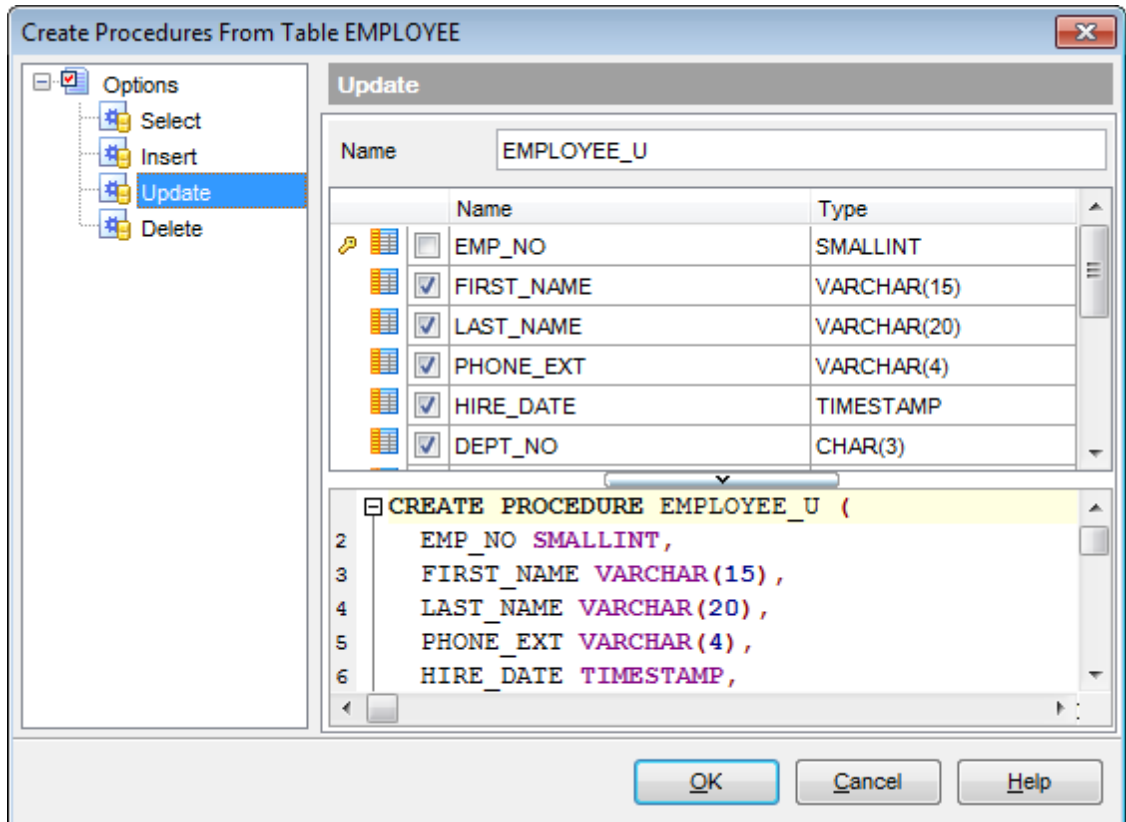 Create Procedures From Table EMPLOYEE
Options
Select
Insert
Update
Delete
Update
Name EMPLOYEE_U
Name Type
EMP_NO SMALLINT
FIRST_NAME VARCHAR(15)
LAST_NAME VARCHAR(20)
PHONE_EXT VARCHAR(4)
HIRE_DATE TIMESTAMP
DEPT_NO CHAR(3)
CREATE PROCEDURE EMPLOYEE_U (
2 EMP_NO SMALLINT,
3 FIRST_NAME VARCHAR(15),
4 LAST_NAME VARCHAR(20),
5 PHONE_EXT VARCHAR(4),
6 HIRE_DATE TIMESTAMP,
OK Cancel Help